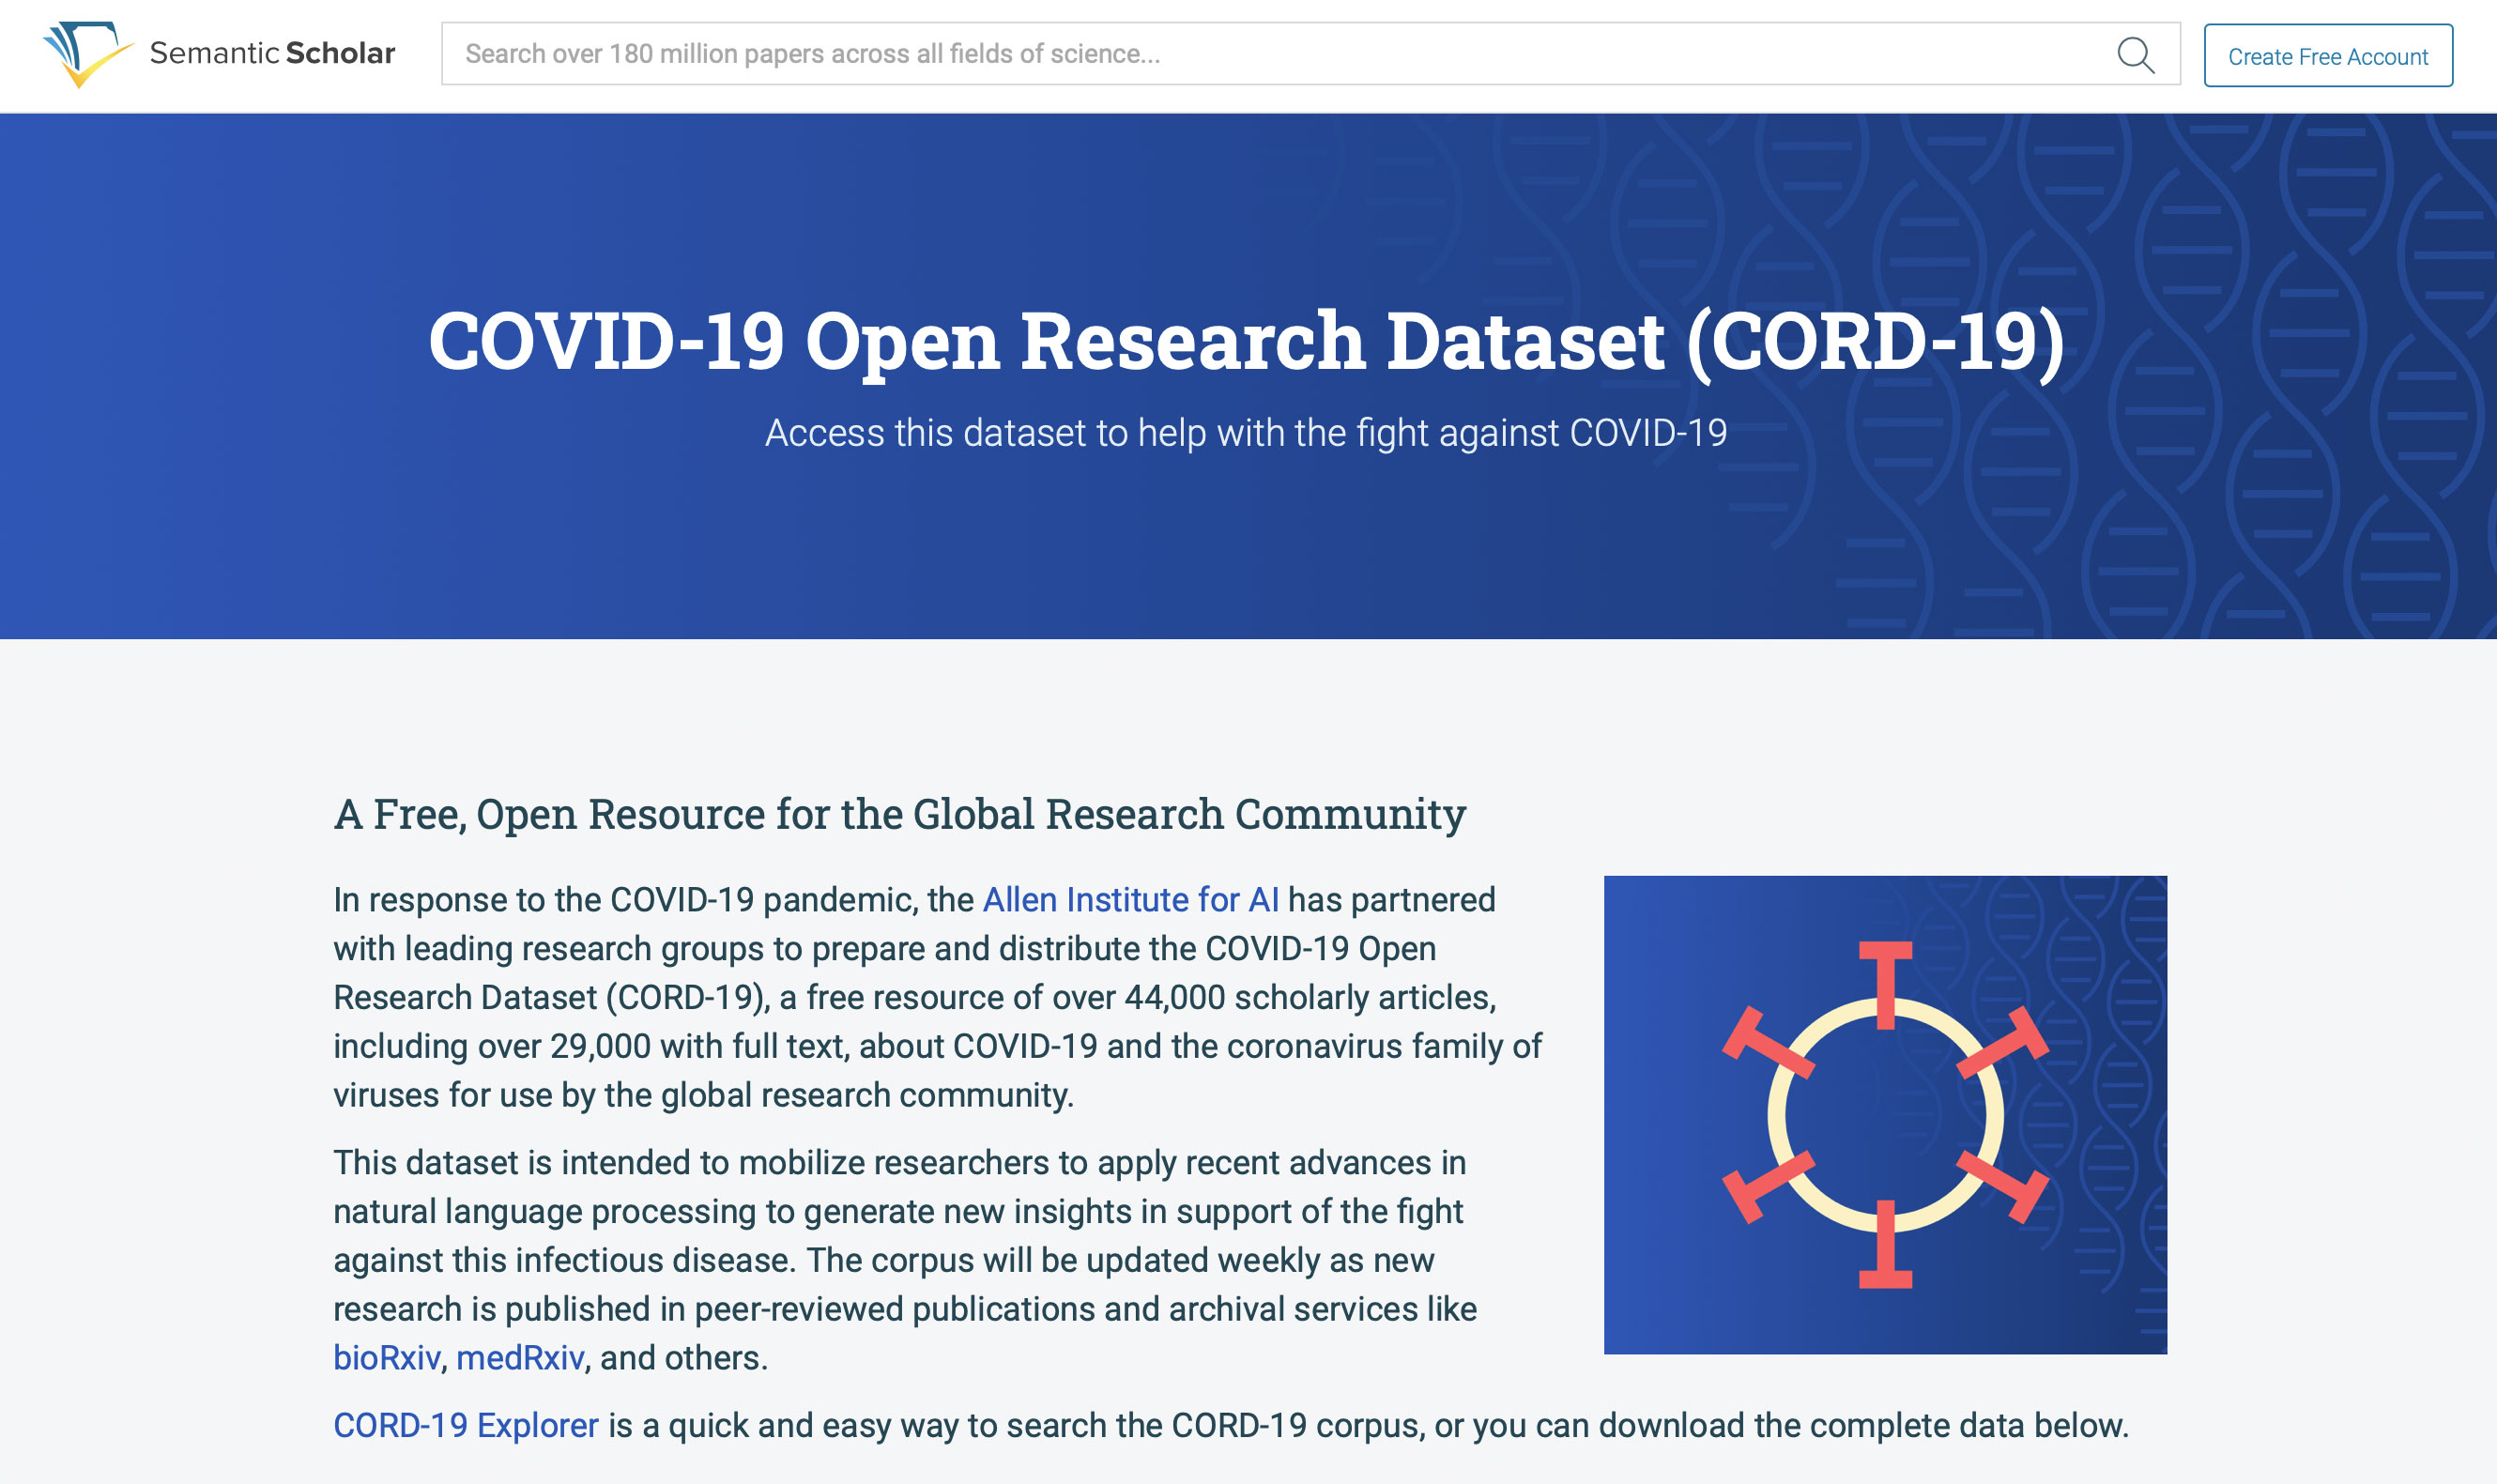 Semantic Scholar
Search over 180 million papers across all fields of science...
Create Free Account
COVID-19 Open Research Dataset (CORD-19)
Access this dataset to help with the fight against COVID-19
A Free, Open Resource for the Global Research Community
In response to the COVID-19 pandemic, the Allen Institute for AI has partnered
with leading research groups to prepare and distribute the COVID-19 Open
Research Dataset (CORD-19), a free resource of over 44,000 scholarly articles,
including over 29,000 with full text, about COVID-19 and the coronavirus family of
viruses for use by the global research community.
This dataset is intended to mobilize researchers to apply recent advances in
natural language processing to generate new insights in support of the fight
against this infectious disease. The corpus will be updated weekly as new
research is published in peer-reviewed publications and archival services like
bioRxiv, medRxiv, and others.
CORD-19 Explorer is a quick and easy way to search the CORD-19 corpus, or you can download the complete data below.